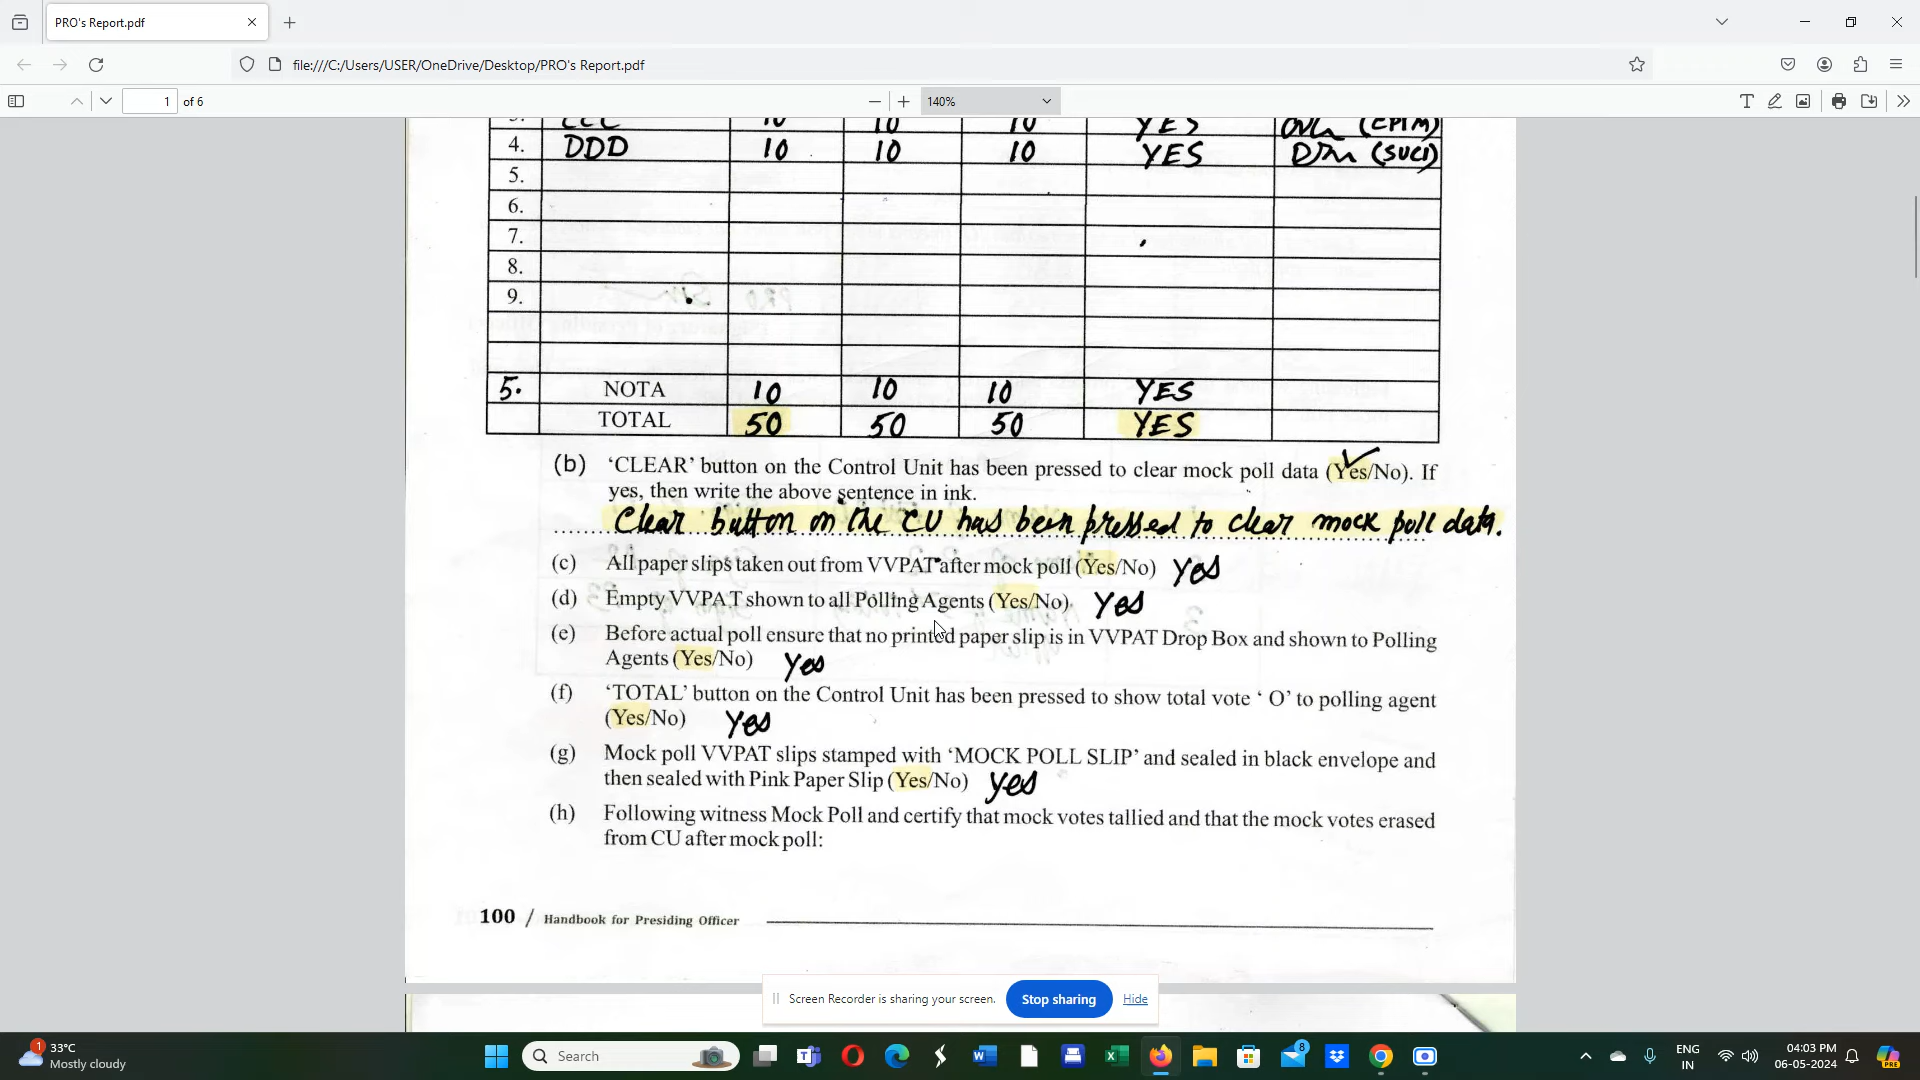 PRO's Report.pdf
file:///C:/Users/USER/OneDrive/Desktop/PRO's Report.pdf
1 of 6
140%
3. CCC 10 10 10 YES (CPIM)
4. DDD 10 10 10 YES (SUCI)
5.
6.
7.
8.
9.
5. NOTA 10 10 10 YES
TOTAL 50 50 50 YES
(b) ‘CLEAR’ button on the Control Unit has been pressed to clear mock poll data (Yes/No). If
yes, then write the above sentence in ink.
Clear button on the CU has been pressed to clear mock poll data.
(c) All paper slips taken out from VVPAT after mock poll (Yes/No) Yes
(d) Empty VVPAT shown to all Polling Agents (Yes/No). Yes
(e) Before actual poll ensure that no printed paper slip is in VVPAT Drop Box and shown to Polling
Agents (Yes/No) Yes
(f) ‘TOTAL’ button on the Control Unit has been pressed to show total vote ‘ O’ to polling agent
(Yes/No) Yes
(g) Mock poll VVPAT slips stamped with ‘MOCK POLL SLIP’ and sealed in black envelope and
then sealed with Pink Paper Slip (Yes/No) Yes
(h) Following witness Mock Poll and certify that mock votes tallied and that the mock votes erased
from CU after mock poll:
100 / Handbook for Presiding Officer
Screen Recorder is sharing your screen. Stop sharing Hide
1 33°C
Mostly cloudy
Search
8
ENG
IN
04:03 PM
06-05-2024
PRE